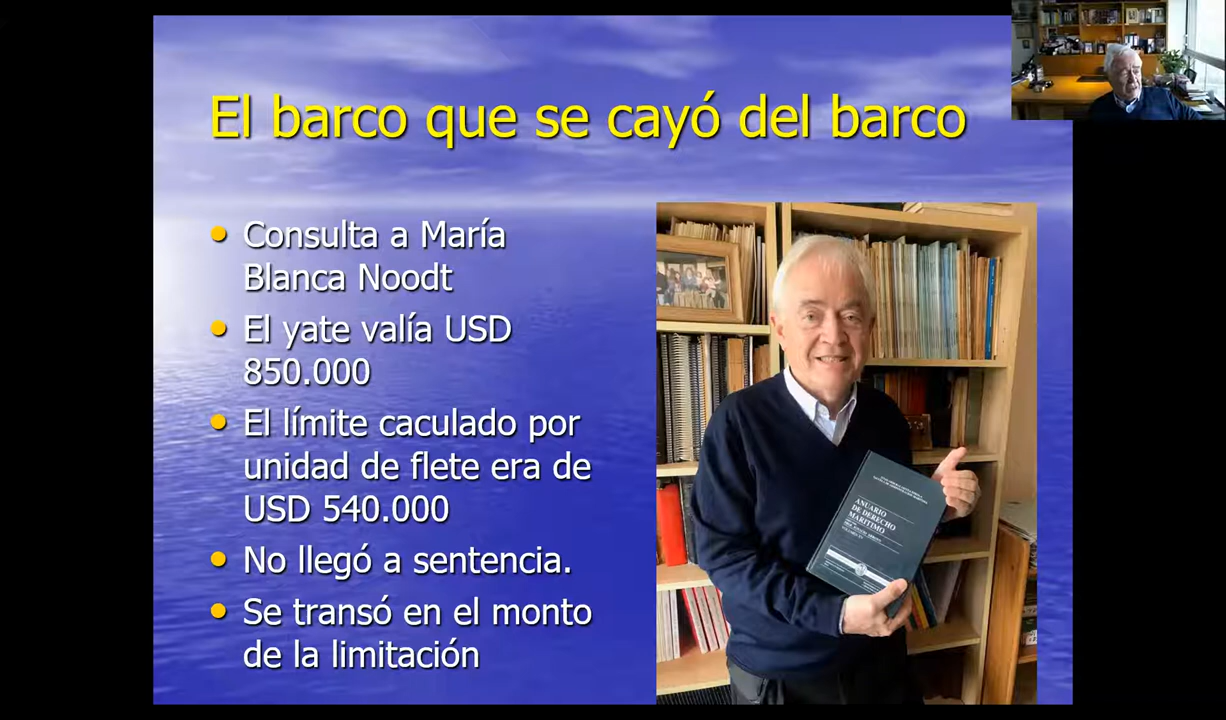 El barco que se cayó del barco
Consulta a María
Blanca Noodt
El yate valía USD
850.000
El límite caculado por
unidad de flete era de
USD 540.000
No llegó a sentencia.
Se transó en el monto
de la limitación
ANUARIO
DE DERECHO
MARÍTIMO